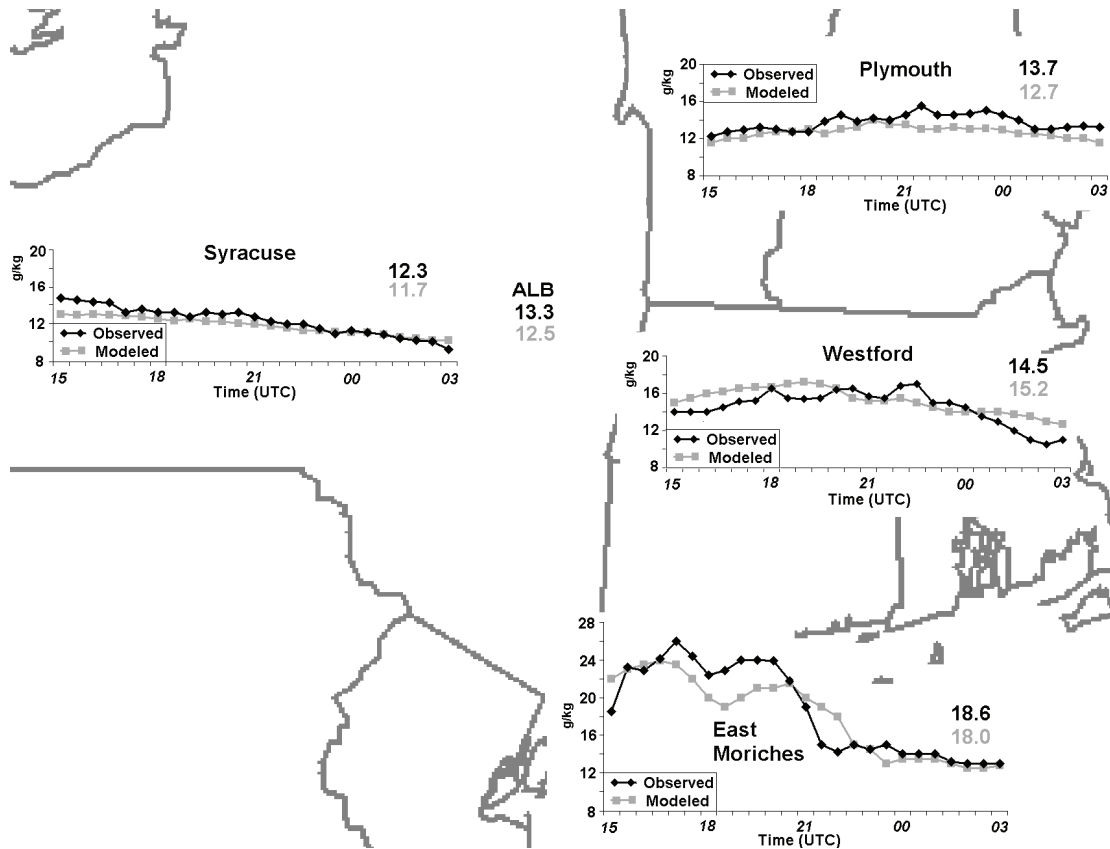 Plymouth
13.7
12.7
g/kg
20
16
12
8
Observed
Modeled
15
18
21
00
03
Time (UTC)
Syracuse
12.3
11.7
g/kg
20
16
12
8
Observed
Modeled
15
18
21
00
03
Time (UTC)
ALB
13.3
12.5
Westford
14.5
15.2
g/kg
20
16
12
8
Observed
Modeled
15
18
21
00
03
Time (UTC)
East
Moriches
18.6
18.0
g/kg
28
24
20
16
12
8
Observed
Modeled
15
18
21
00
03
Time (UTC)